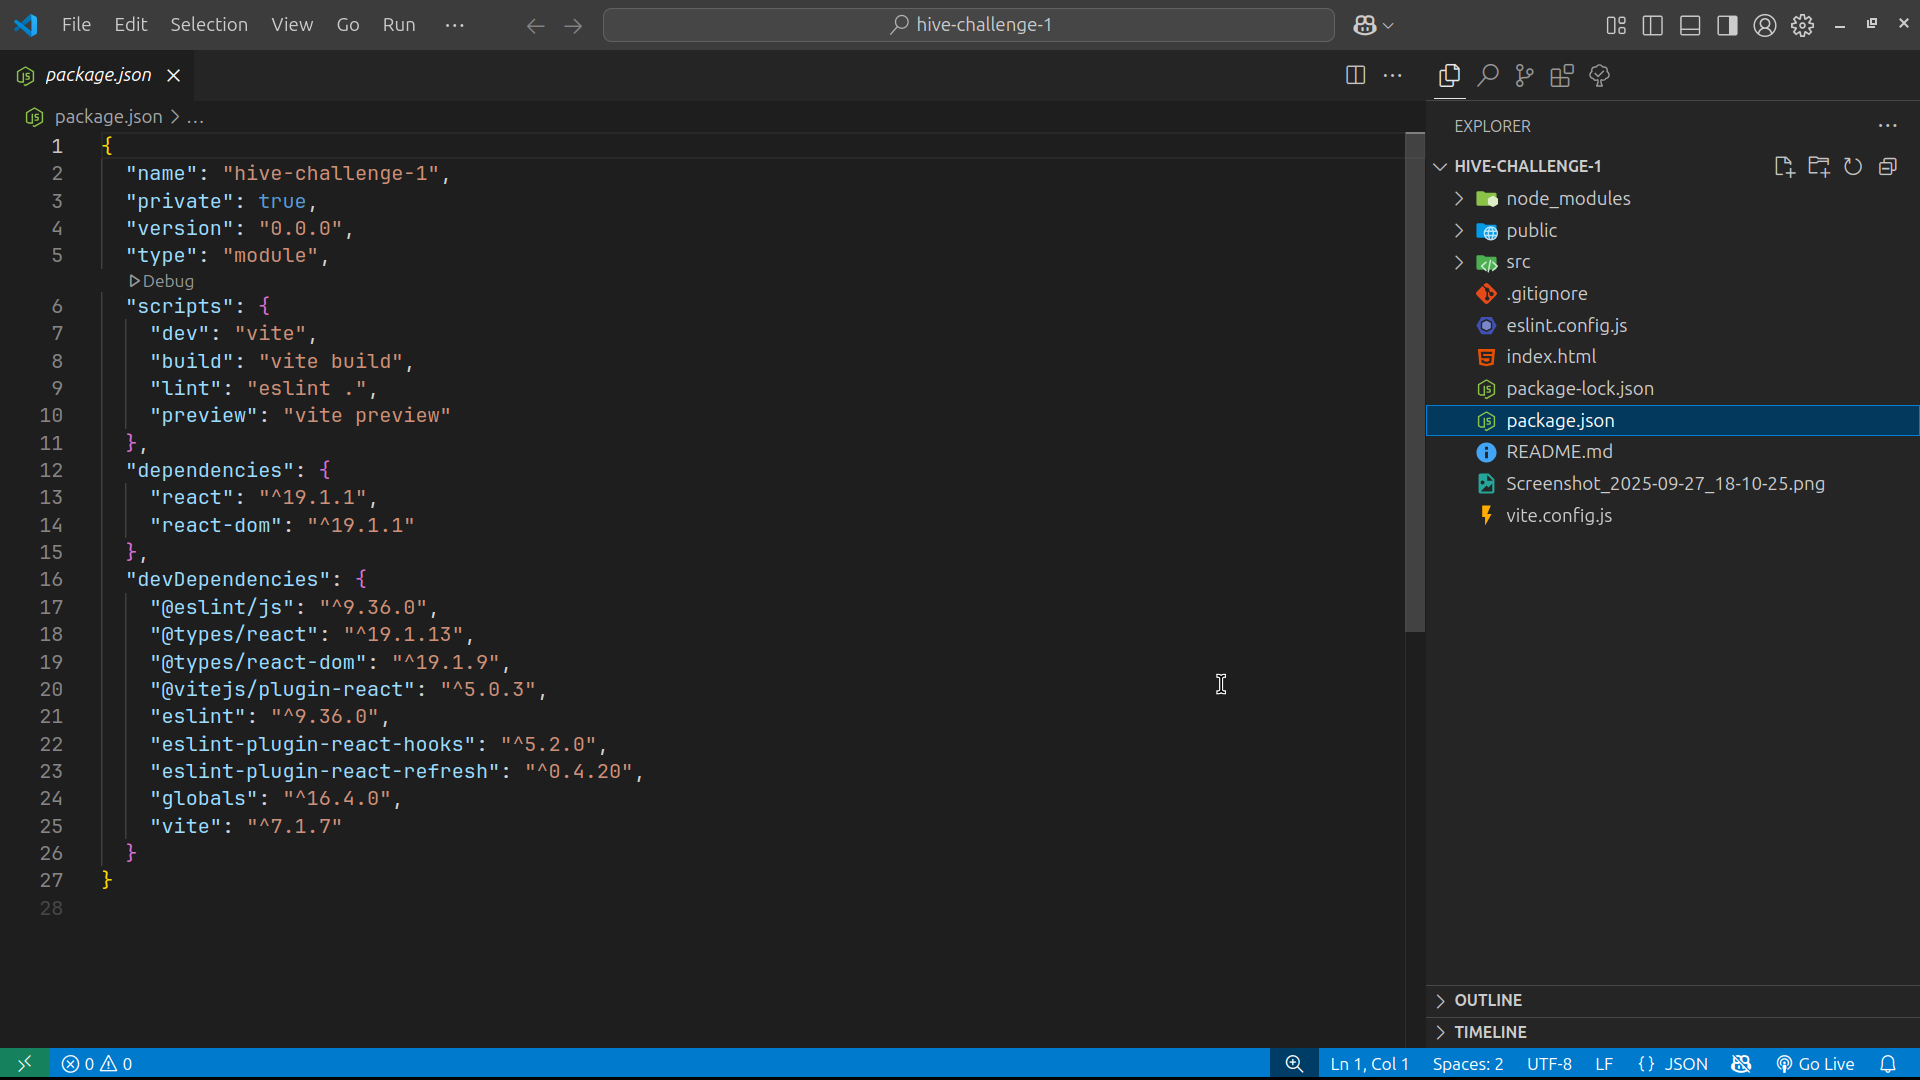 File Edit Selection View Go Run ··· hive-challenge-1
package.json
package.json > ...
1 {
2 "name": "hive-challenge-1",
3 "private": true,
4 "version": "0.0.0",
5 "type": "module",
Debug
6 "scripts": {
7 "dev": "vite",
8 "build": "vite build",
9 "lint": "eslint .",
10 "preview": "vite preview"
11 },
12 "dependencies": {
13 "react": "^19.1.1",
14 "react-dom": "^19.1.1"
15 },
16 "devDependencies": {
17 "@eslint/js": "^9.36.0",
18 "@types/react": "^19.1.13",
19 "@types/react-dom": "^19.1.9",
20 "@vitejs/plugin-react": "^5.0.3",
21 "eslint": "^9.36.0",
22 "eslint-plugin-react-hooks": "^5.2.0",
23 "eslint-plugin-react-refresh": "^0.4.20",
24 "globals": "^16.4.0",
25 "vite": "^7.1.7"
26 }
27 }
28
EXPLORER
HIVE-CHALLENGE-1
node_modules
public
src
.gitignore
eslint.config.js
index.html
package-lock.json
package.json
README.md
Screenshot_2025-09-27_18-10-25.png
vite.config.js
OUTLINE
TIMELINE
0 0 Ln 1, Col 1 Spaces: 2 UTF-8 LF {} JSON Go Live